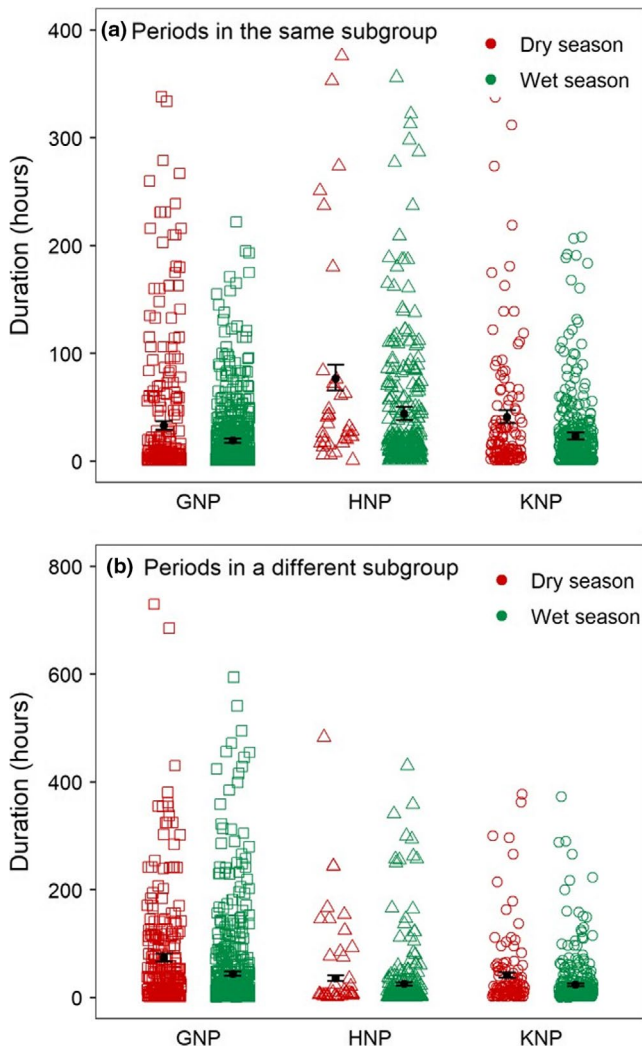 (a) Periods in the same subgroup
Dry season
Wet season
400
300
200
100
0
Duration (hours)
GNP HNP KNP
(b) Periods in a different subgroup
Dry season
Wet season
800
600
400
200
0
Duration (hours)
GNP HNP KNP